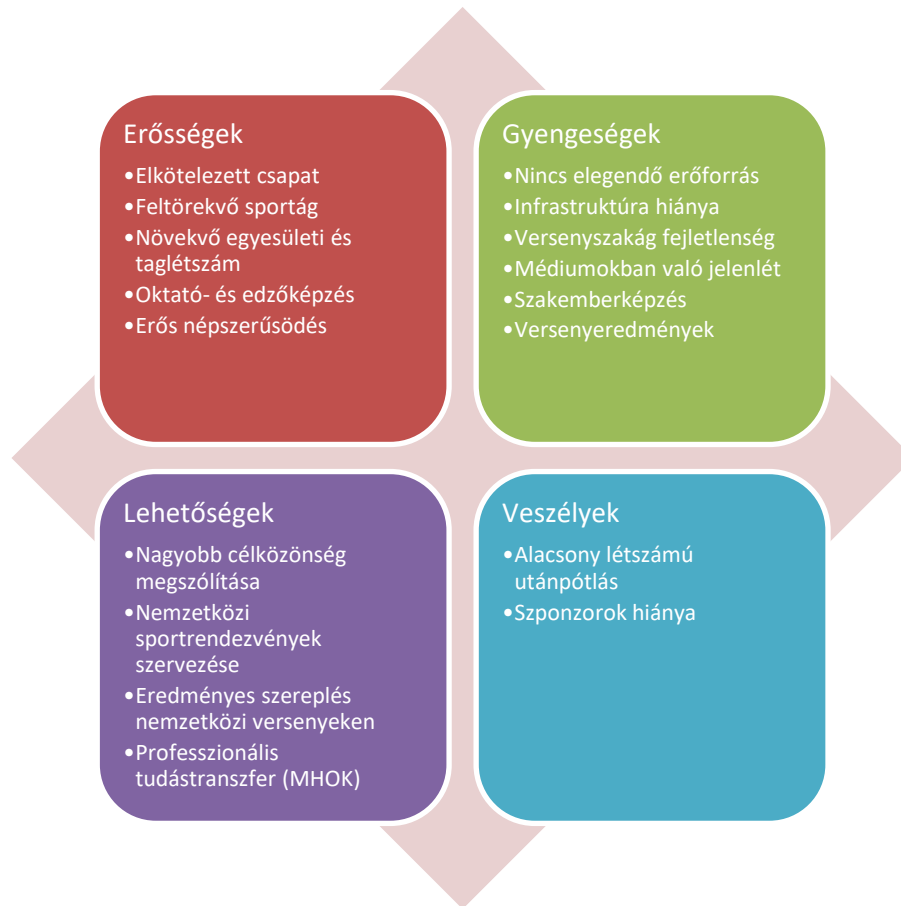 Erősségek
•Elkötelezett csapat
•Feltörekvő sportág
•Növekvő egyesületi és
taglétszám
•Oktató- és edzőképzés
•Erős népszerűsödés
Gyengeségek
•Nincs elegendő erőforrás
•Infrastruktúra hiánya
•Versenyszakág fejletlenség
•Médiumokban való jelenlét
•Szakemberképzés
•Versenyeredmények
Lehetőségek
•Nagyobb célközönség
megszólítása
•Nemzetközi
sportrendezvények
szervezése
•Eredményes szereplés
nemzetközi versenyeken
•Professzionális
tudástranszfer (MHOK)
Veszélyek
•Alacsony létszámú
utánpótlás
•Szponzorok hiánya